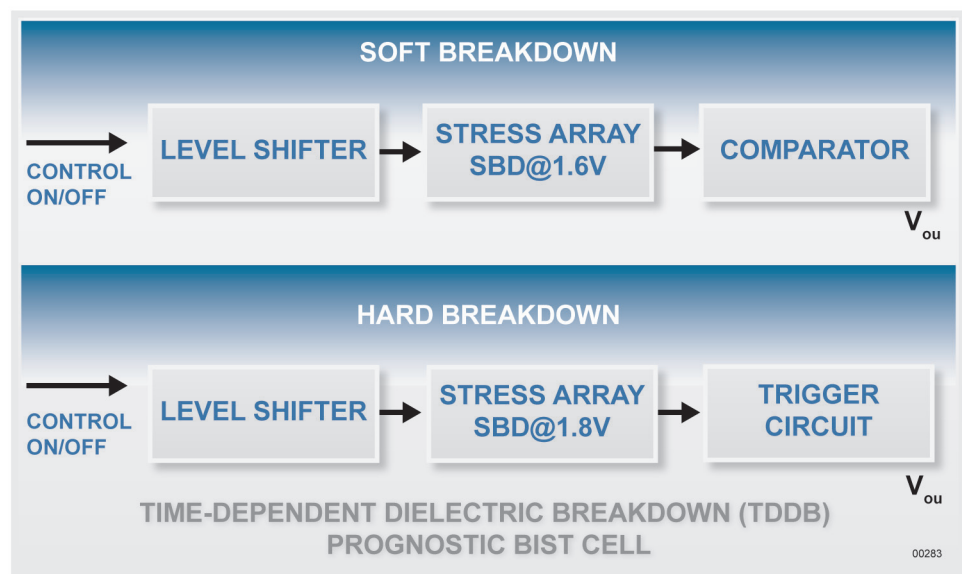 SOFT BREAKDOWN
CONTROL
ON/OFF
LEVEL SHIFTER
STRESS ARRAY
SBD@1.6V
COMPARATOR
Vou
HARD BREAKDOWN
CONTROL
ON/OFF
LEVEL SHIFTER
STRESS ARRAY
SBD@1.8V
TRIGGER
CIRCUIT
Vou
TIME-DEPENDENT DIELECTRIC BREAKDOWN (TDDB)
PROGNOSTIC BIST CELL
00283